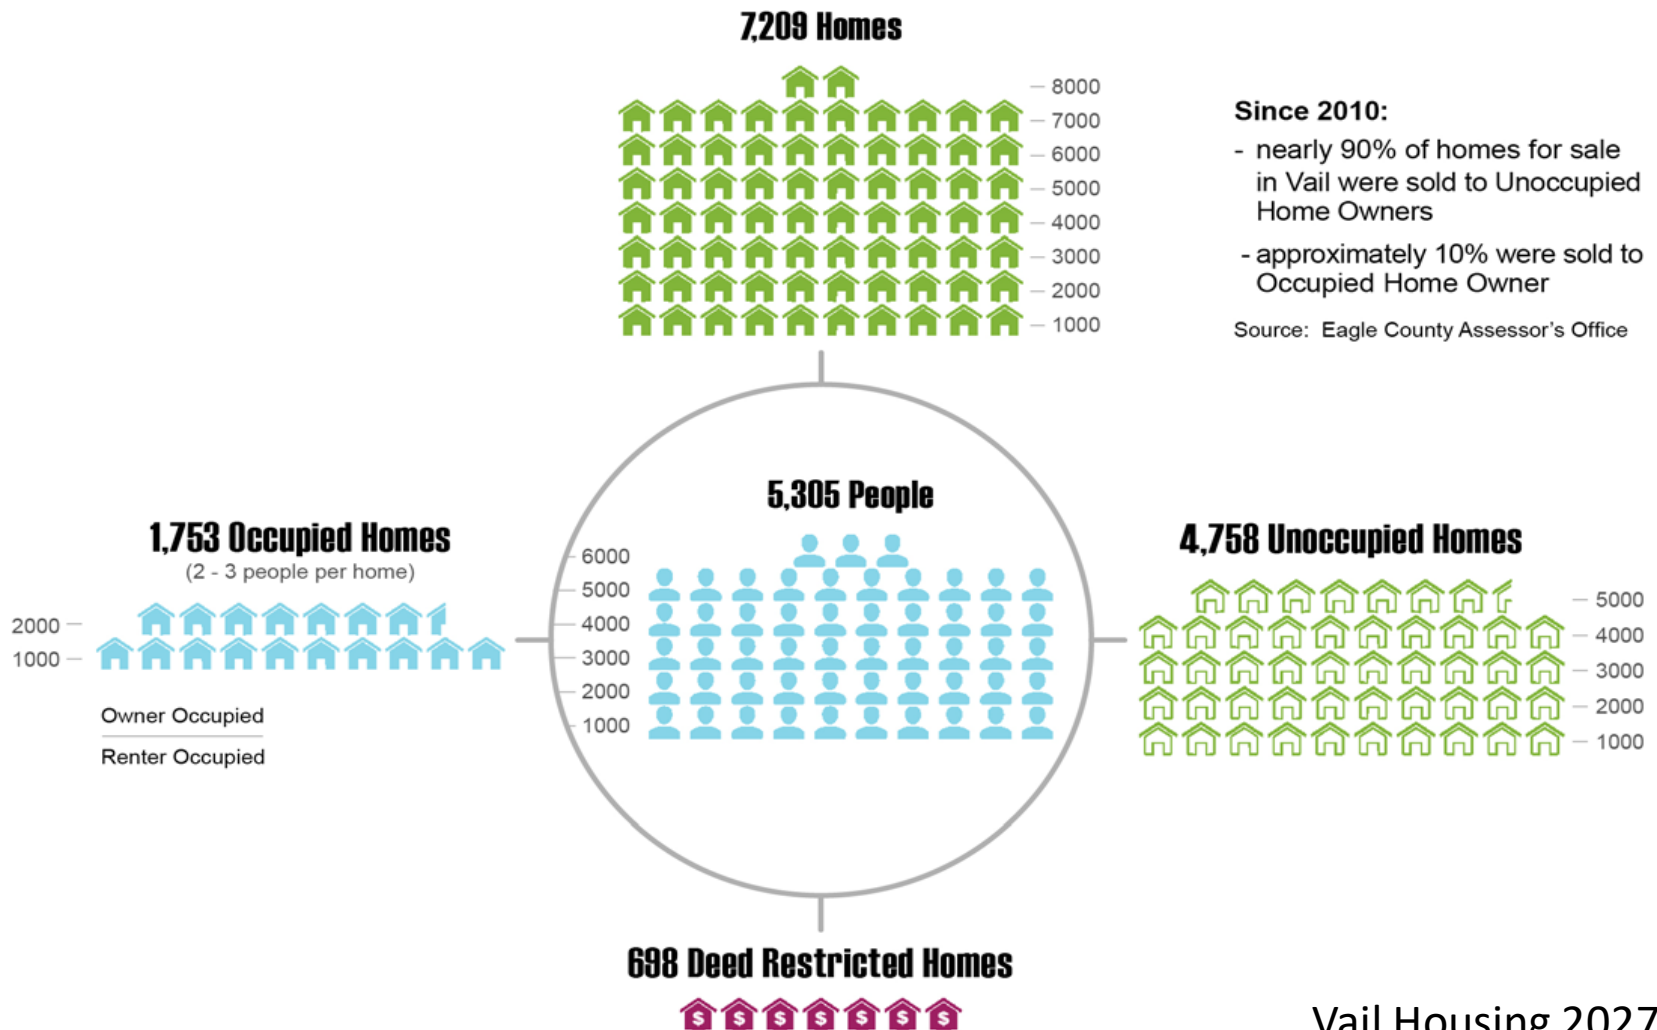 7,209 Homes
8000
7000
6000
5000
4000
3000
2000
1000
Since 2010:
- nearly 90% of homes for sale
in Vail were sold to Unoccupied
Home Owners
- approximately 10% were sold to
Occupied Home Owner
Source: Eagle County Assessor's Office
1,753 Occupied Homes
(2 - 3 people per home)
2000
1000
Owner Occupied
Renter Occupied
5,305 People
6000
5000
4000
3000
2000
1000
4,758 Unoccupied Homes
5000
4000
3000
2000
1000
698 Deed Restricted Homes
$ $ $ $ $ $ $
Vail Housing 2027